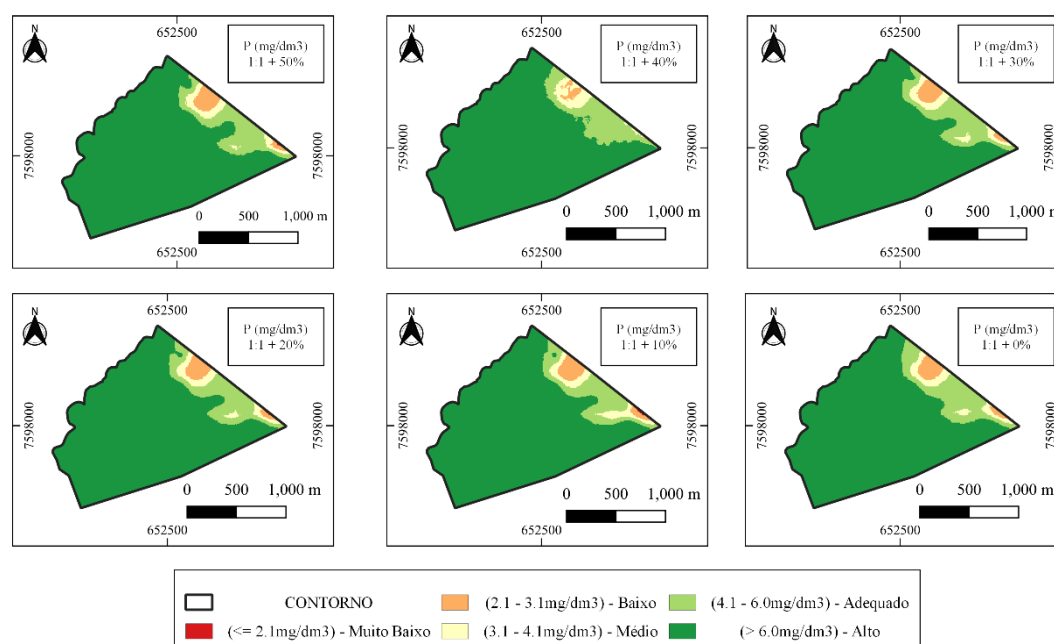 652500
N
P (mg/dm3)
1:1 + 50%
7598000
7598000
0 500 1,000 m
652500
652500
N
P (mg/dm3)
1:1 + 40%
7598000
7598000
0 500 1,000 m
652500
652500
N
P (mg/dm3)
1:1 + 30%
7598000
7598000
0 500 1,000 m
652500
652500
N
P (mg/dm3)
1:1 + 20%
7598000
7598000
0 500 1,000 m
652500
652500
N
P (mg/dm3)
1:1 + 10%
7598000
7598000
0 500 1,000 m
652500
652500
N
P (mg/dm3)
1:1 + 0%
7598000
7598000
0 500 1,000 m
652500
CONTORNO
(2.1 - 3.1mg/dm3) - Baixo
(4.1 - 6.0mg/dm3) - Adequado
(<= 2.1mg/dm3) - Muito Baixo
(3.1 - 4.1mg/dm3) - Médio
(> 6.0mg/dm3) - Alto